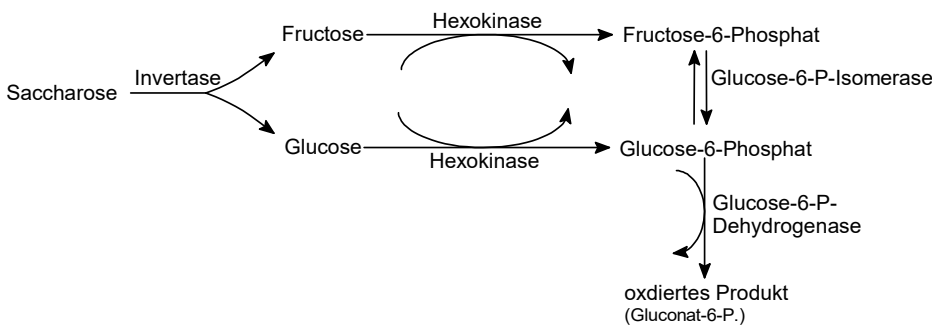 Hexokinase
Fructose
Fructose-6-Phosphat
Invertase
Glucose-6-P-Isomerase
Saccharose
Glucose
Glucose-6-Phosphat
Hexokinase
Glucose-6-P-
Dehydrogenase
oxdiertes Produkt
(Gluconat-6-P.)